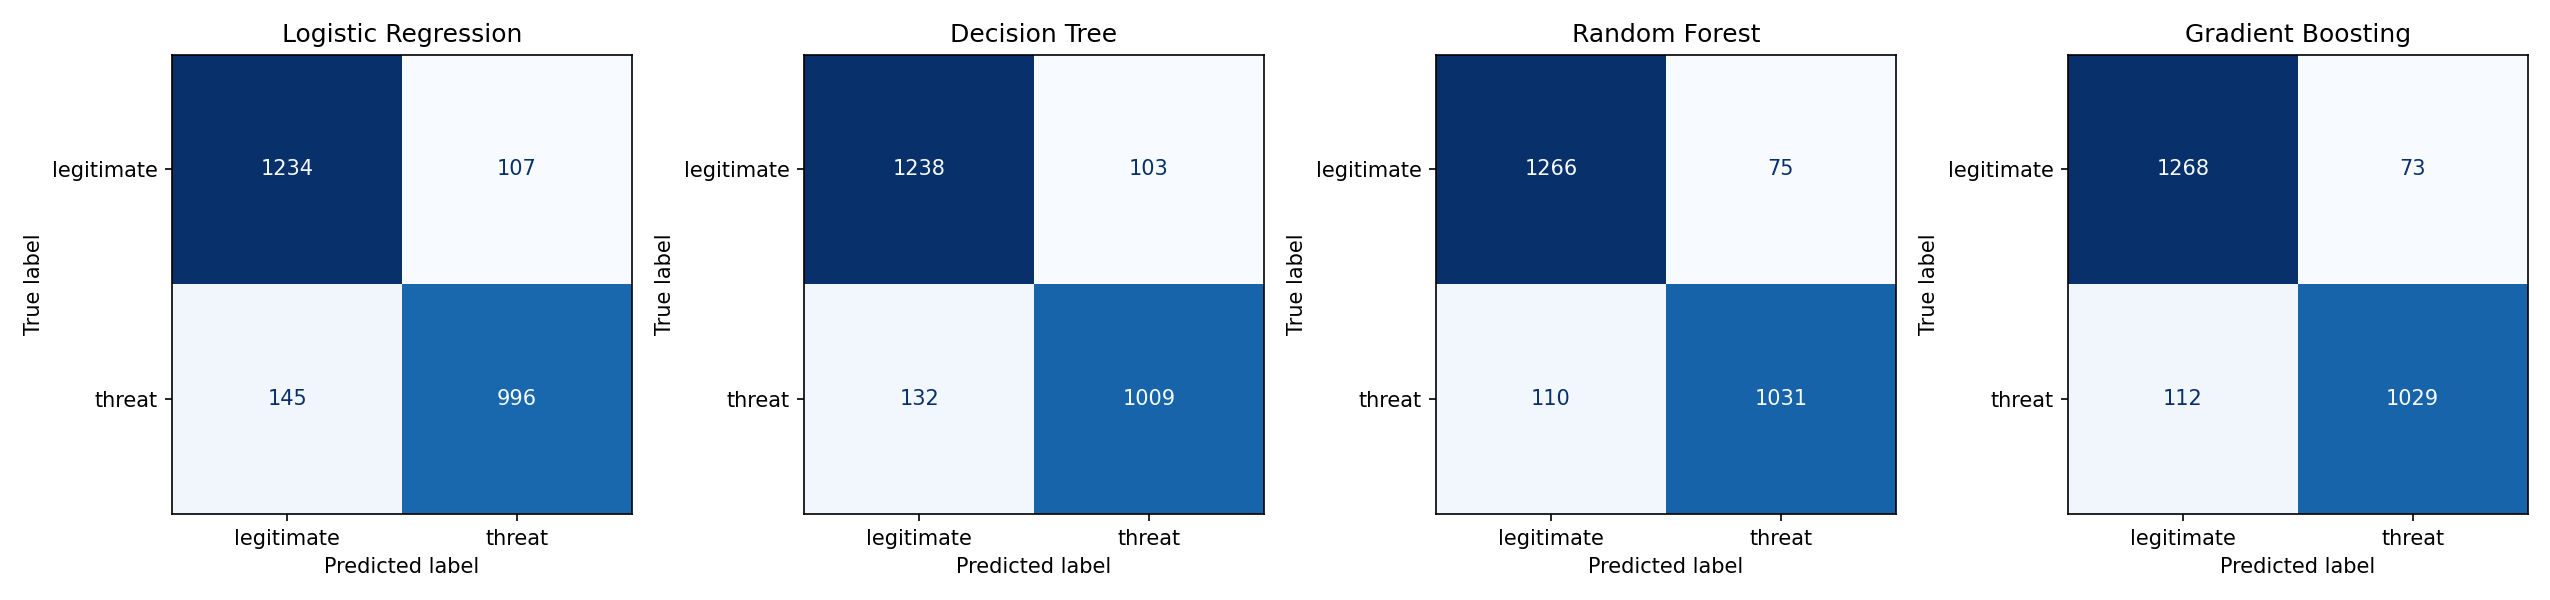 Logistic Regression
True label
legitimate
1234 107
threat
145 996
legitimate threat
Predicted label
Decision Tree
True label
legitimate
1238 103
threat
132 1009
legitimate threat
Predicted label
Random Forest
True label
legitimate
1266 75
threat
110 1031
legitimate threat
Predicted label
Gradient Boosting
True label
legitimate
1268 73
threat
112 1029
legitimate threat
Predicted label